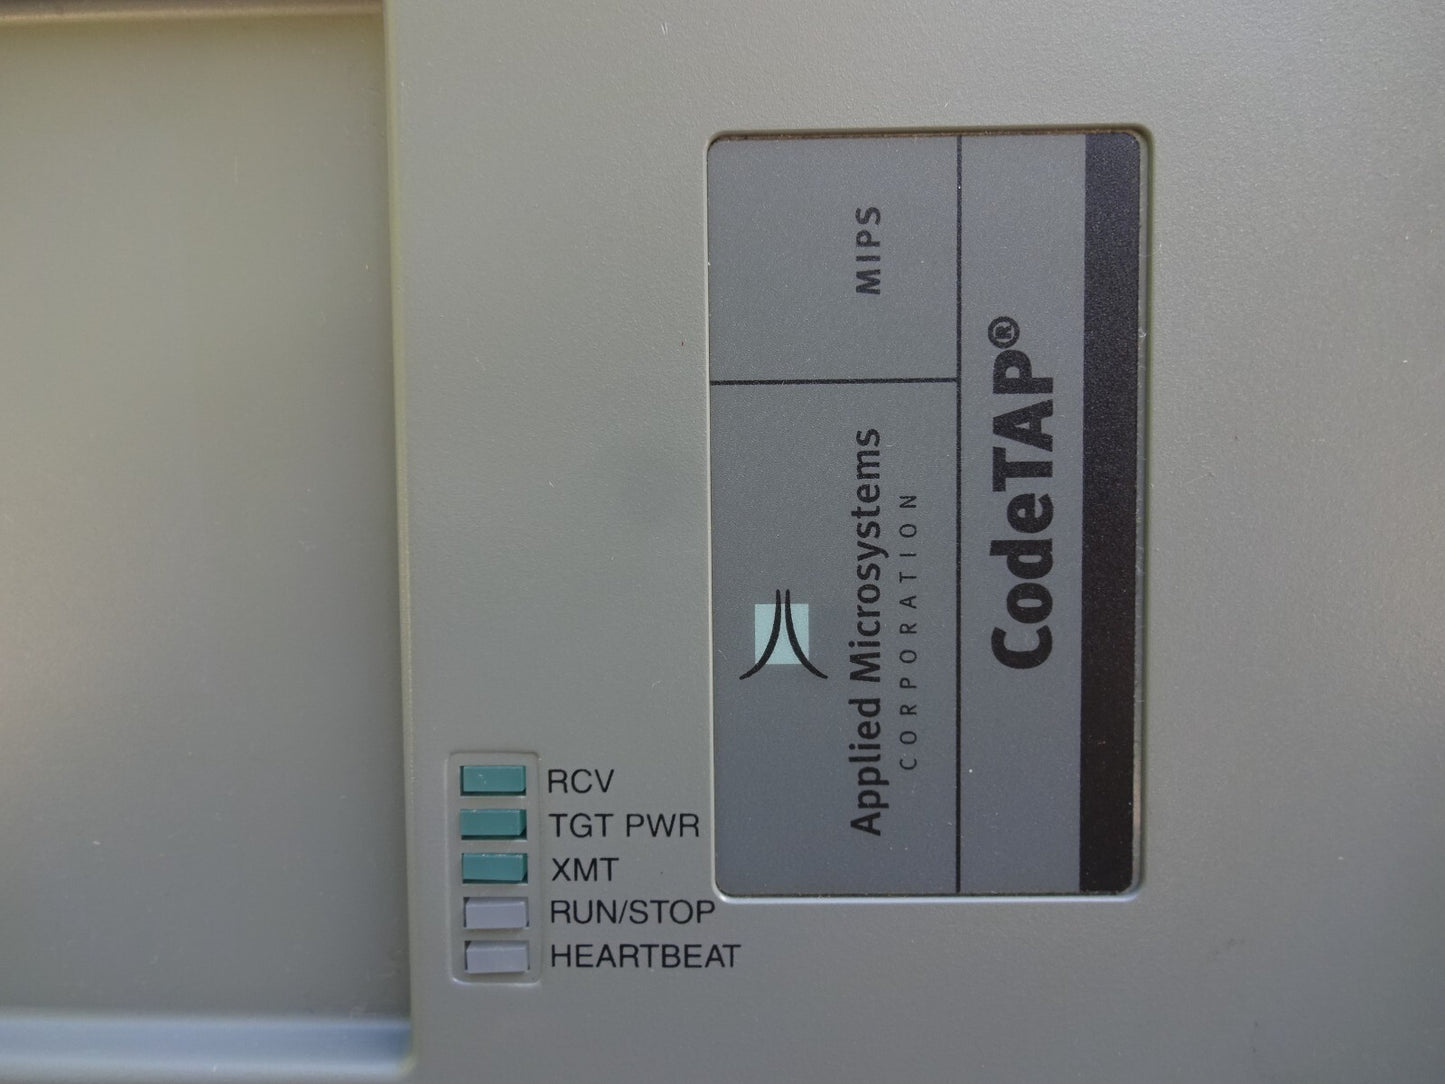 Applied Microsystems
CORPORATION
MIPS
CodeTAP®
RCV
TGT PWR
XMT
RUN/STOP
HEARTBEAT